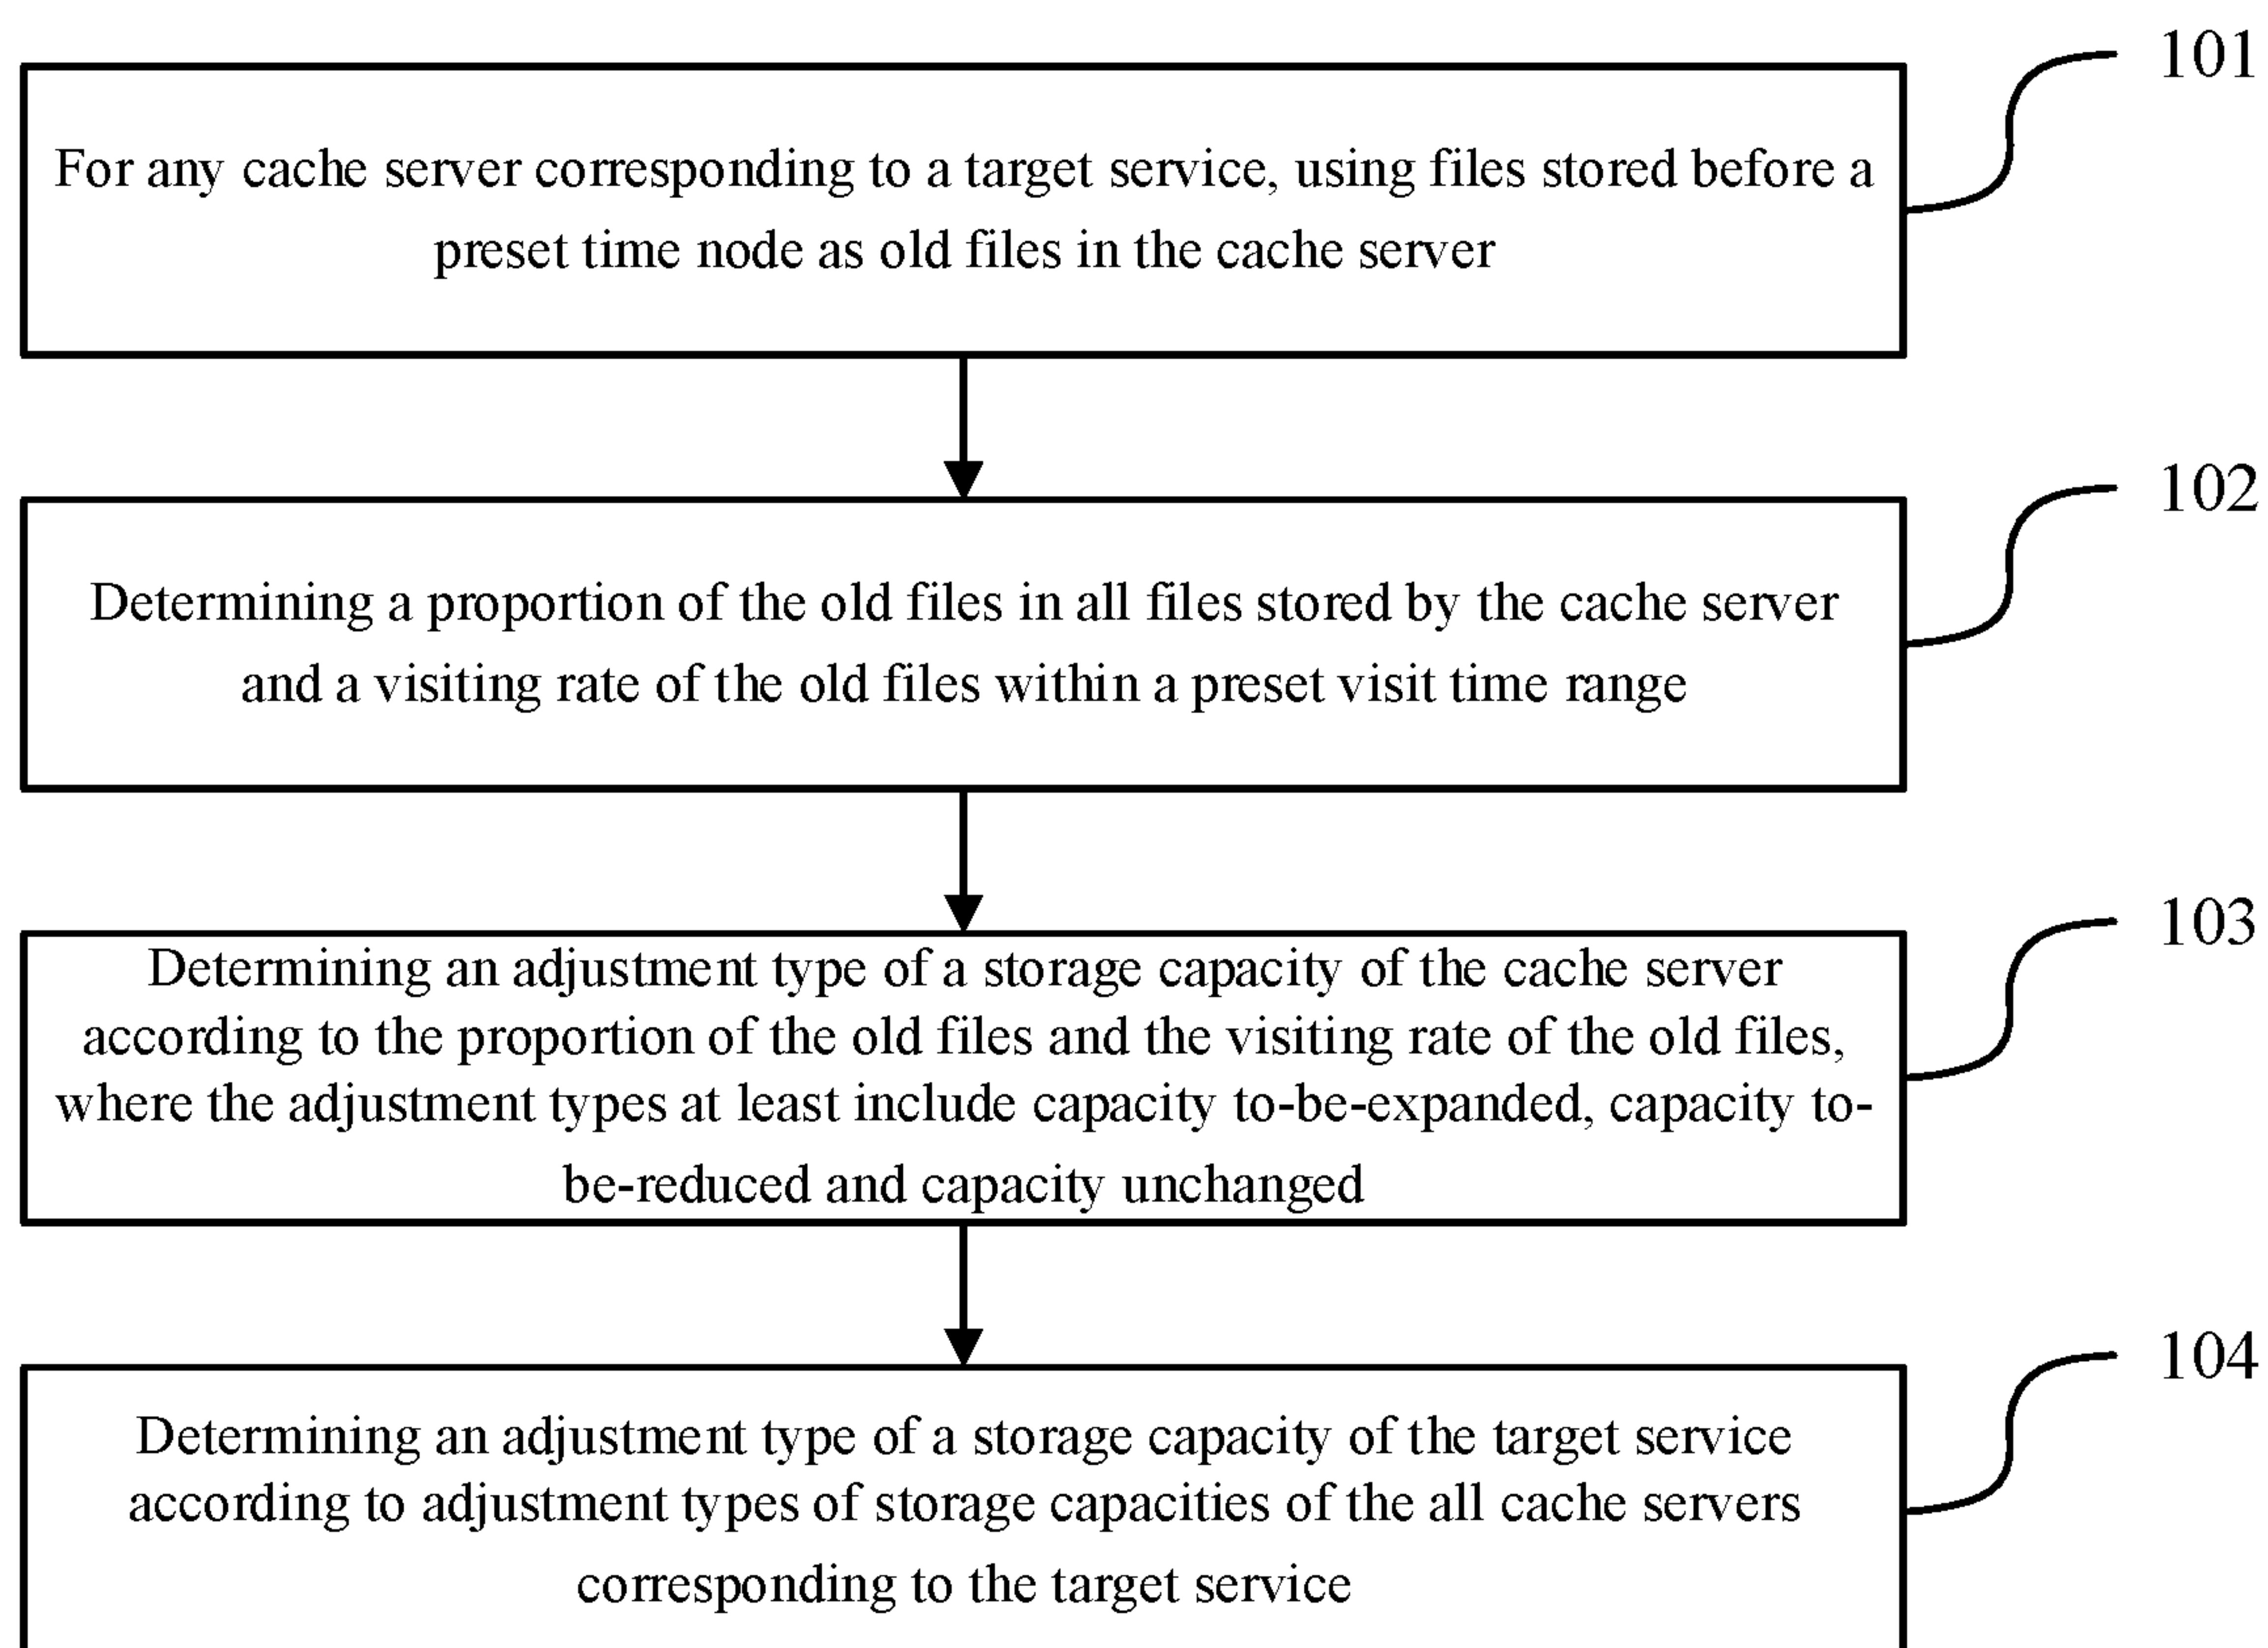 101
For any cache server corresponding to a target service, using files stored before a
preset time node as old files in the cache server
102
Determining a proportion of the old files in all files stored by the cache server
and a visiting rate of the old files within a preset visit time range
103
Determining an adjustment type of a storage capacity of the cache server
according to the proportion of the old files and the visiting rate of the old files,
where the adjustment types at least include capacity to-be-expanded, capacity to-
be-reduced and capacity unchanged
104
Determining an adjustment type of a storage capacity of the target service
according to adjustment types of storage capacities of the all cache servers
corresponding to the target service